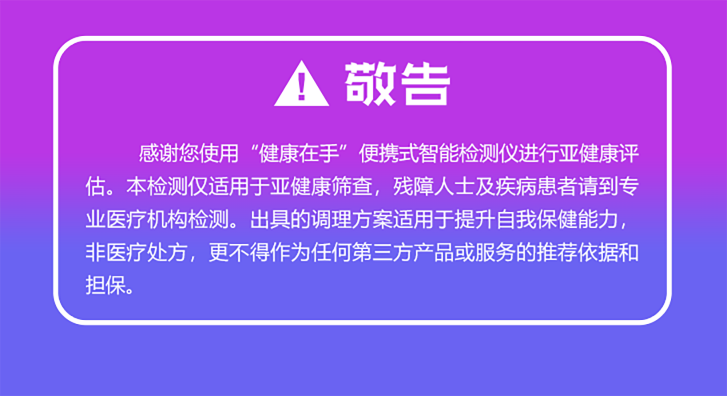 敬告
感谢您使用“健康在手”便携式智能检测仪进行亚健康评
估。本检测仅适用于亚健康筛查，残障人士及疾病患者请到专
业医疗机构检测。出具的调理方案适用于提升自我保健能力，
非医疗处方，更不得作为任何第三方产品或服务的推荐依据和
担保。